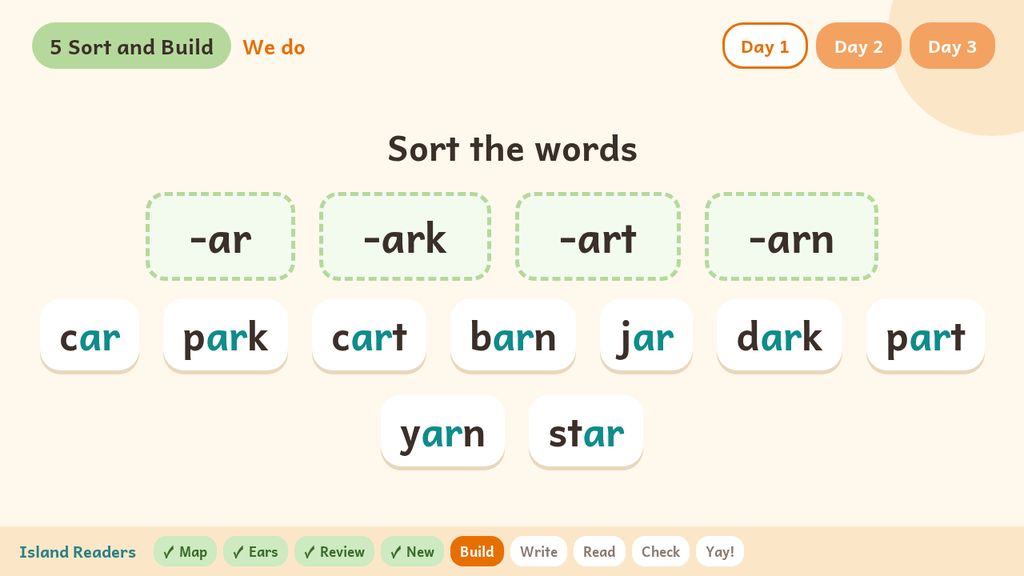 5 Sort and Build We do Day 1 Day 2 Day 3
Sort the words
-ar -ark -art -arn
car park cart barn jar dark part
yarn star
Island Readers ✓ Map ✓ Ears ✓ Review ✓ New Build Write Read Check Yay!